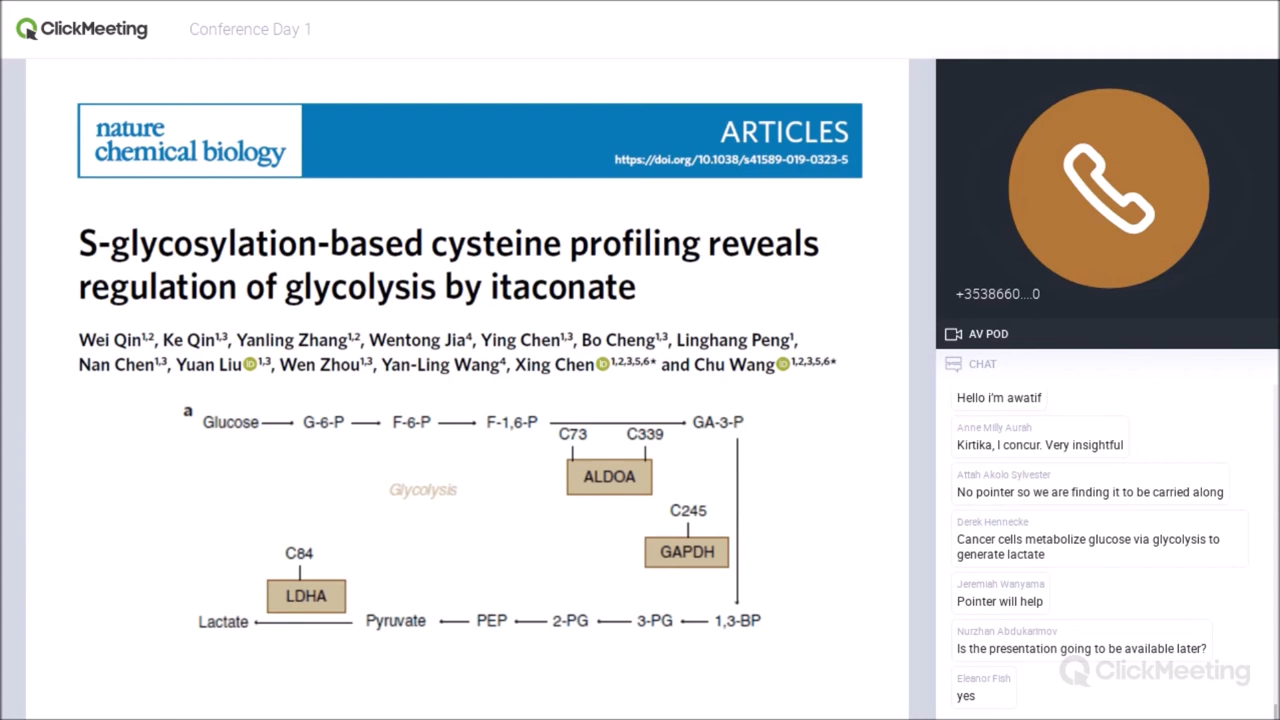 ClickMeeting
Conference Day 1
nature
chemical biology
ARTICLES
https://doi.org/10.1038/s41589-019-0323-5
S-glycosylation-based cysteine profiling reveals
regulation of glycolysis by itaconate
Wei Qin1,2, Ke Qin1,3, Yanling Zhang1,2, Wentong Jia4, Ying Chen1,3, Bo Cheng1,3, Linghang Peng1,
Nan Chen1,3, Yuan Liu1,3, Wen Zhou1,3, Yan-Ling Wang4, Xing Chen1,2,3,5,6* and Chu Wang1,2,3,5,6*
a
Glucose G-6-P F-6-P F-1,6-P GA-3-P
C73 C339
ALDOA
Glycolysis
C245
GAPDH
C84
LDHA
Lactate Pyruvate PEP 2-PG 3-PG 1,3-BP
+3538660....0
AV POD
CHAT
Hello i'm awatif
Anne Milly Aurah
Kirtika, I concur. Very insightful
Attah Akolo Sylvester
No pointer so we are finding it to be carried along
Derek Hennecke
Cancer cells metabolize glucose via glycolysis to
generate lactate
Jeremiah Wanyama
Pointer will help
Nurzhan Abdukarimov
Is the presentation going to be available later?
ClickMeeting
Eleanor Fish
yes